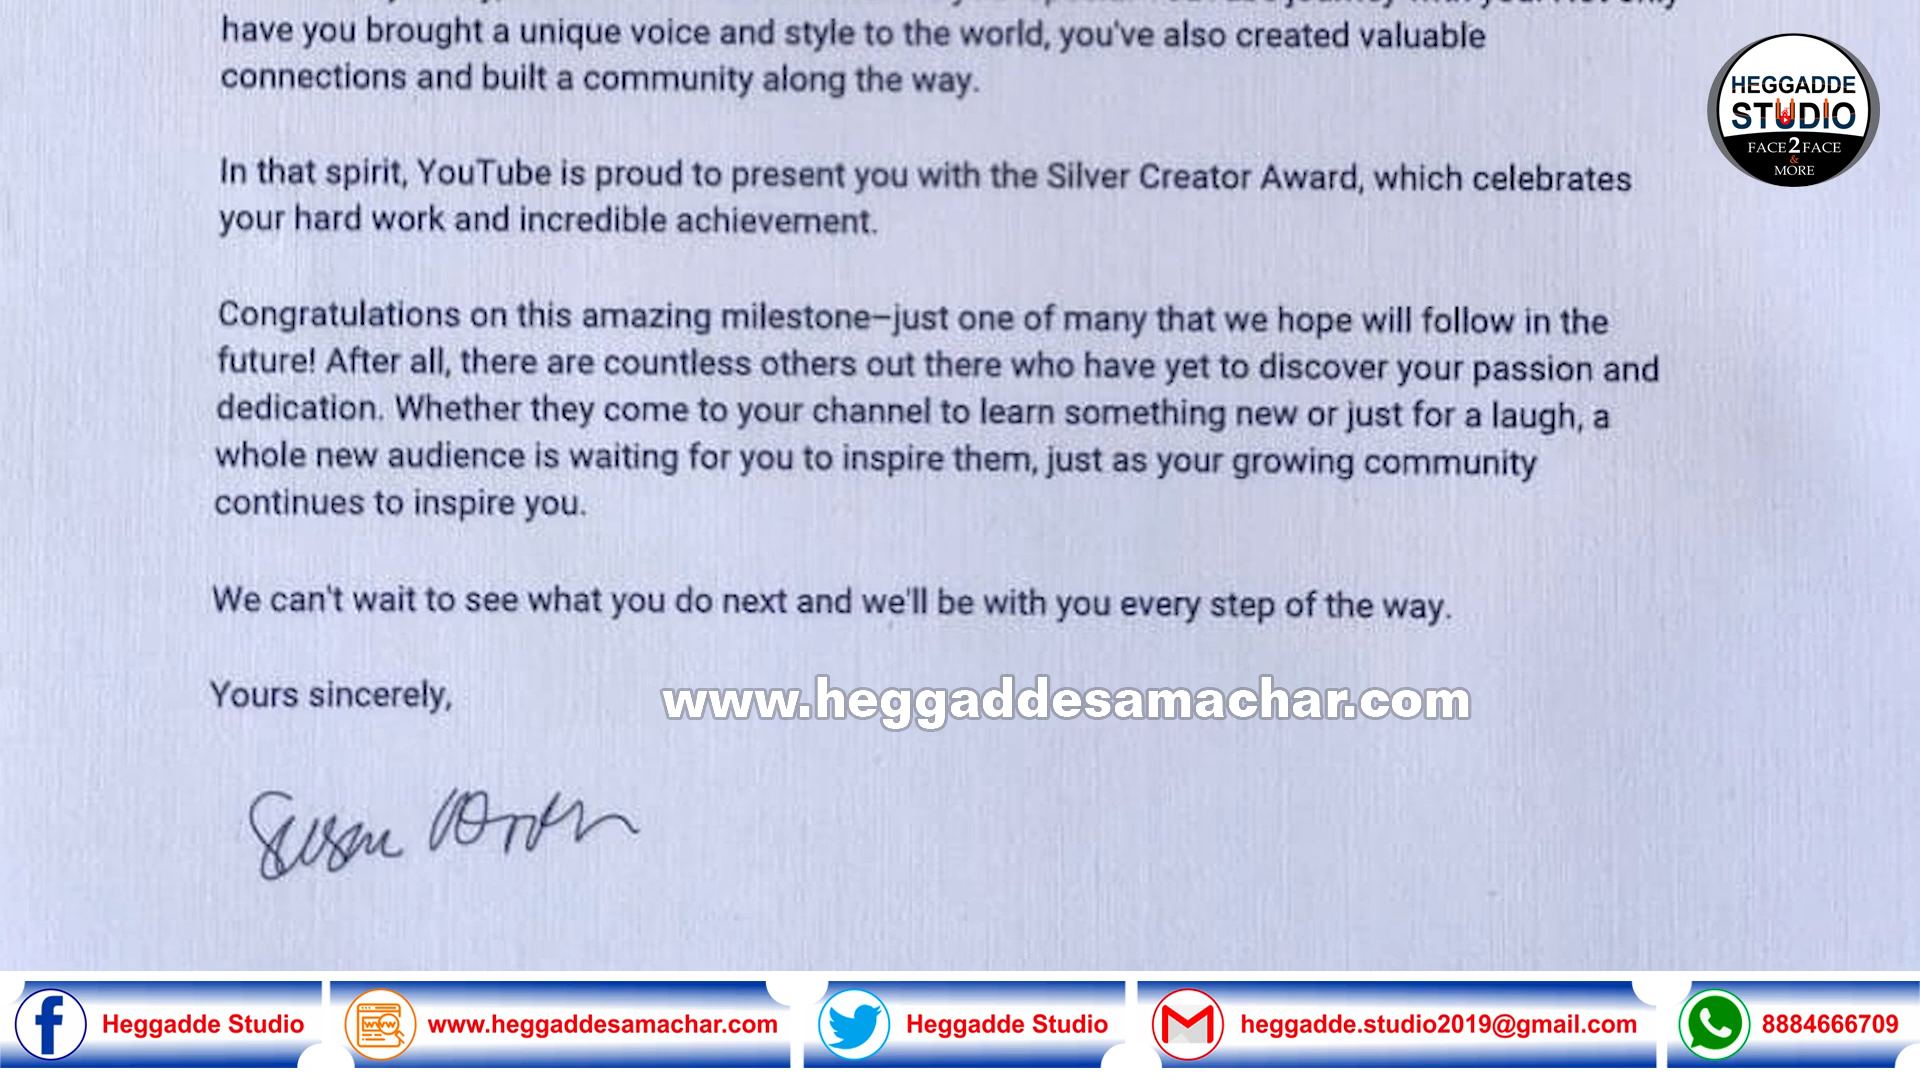 have you brought a unique voice and style to the world, you've also created valuable
connections and built a community along the way.
In that spirit, YouTube is proud to present you with the Silver Creator Award, which celebrates
your hard work and incredible achievement.
Congratulations on this amazing milestone—just one of many that we hope will follow in the
future! After all, there are countless others out there who have yet to discover your passion and
dedication. Whether they come to your channel to learn something new or just for a laugh, a
whole new audience is waiting for you to inspire them, just as your growing community
continues to inspire you.
We can't wait to see what you do next and we'll be with you every step of the way.
Yours sincerely,
www.heggaddesamachar.com
Susan
HEGGADDE
STUDIO
FACE2FACE
&
MORE
Heggadde Studio
www
www.heggaddesamachar.com
Heggadde Studio
heggadde.studio2019@gmail.com
8884666709